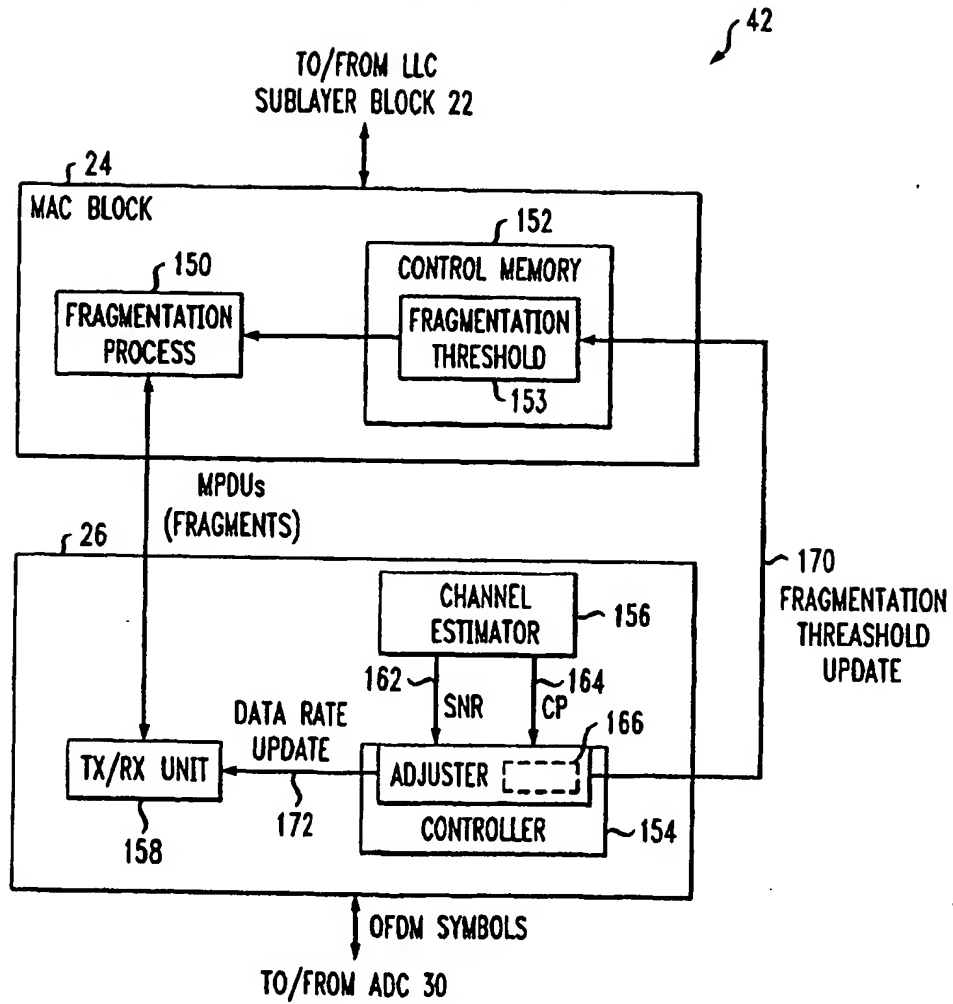 42
TO/FROM LLC
SUBLAYER BLOCK 22
24
MAC BLOCK
152
CONTROL MEMORY
150
FRAGMENTATION
PROCESS
FRAGMENTATION
THRESHOLD
153
MPDUs
(FRAGMENTS)
26
170
FRAGMENTATION
THREASHOLD
UPDATE
CHANNEL
ESTIMATOR
156
162
SNR
164
CP
166
DATA RATE
UPDATE
TX/RX UNIT
ADJUSTER
172
CONTROLLER
154
158
OFDM SYMBOLS
TO/FROM ADC 30